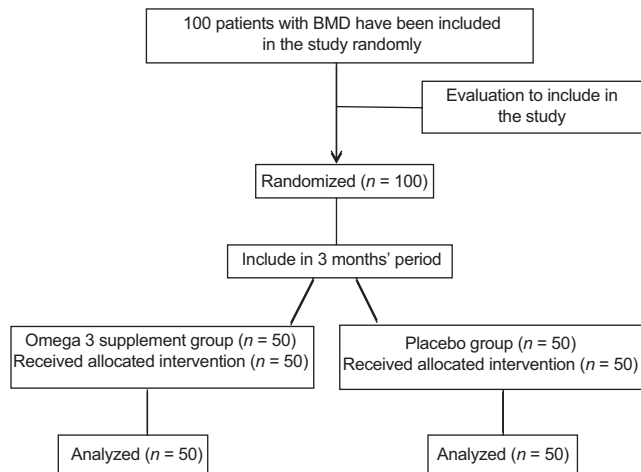 100 patients with BMD have been included
in the study randomly
Evaluation to include in
the study
Randomized (n = 100)
Include in 3 months' period
Omega 3 supplement group (n = 50)
Received allocated intervention (n = 50)
Placebo group (n = 50)
Received allocated intervention (n = 50)
Analyzed (n = 50)
Analyzed (n = 50)